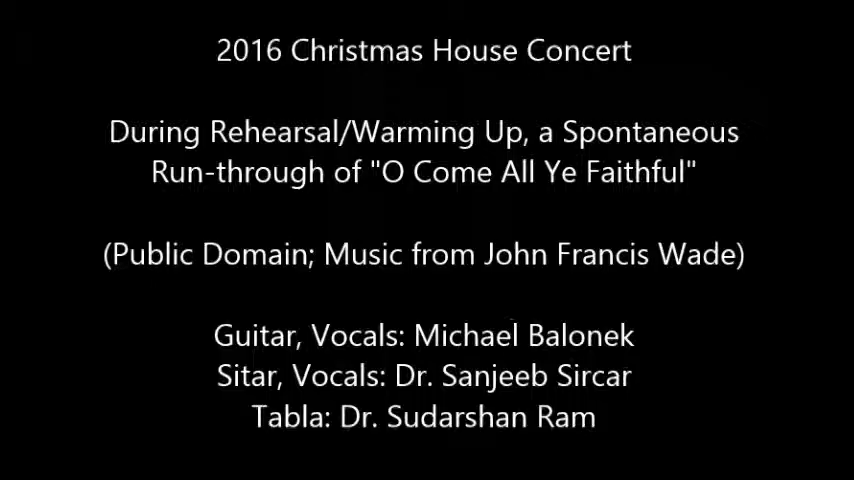 2016 Christmas House Concert
During Rehearsal/Warming Up, a Spontaneous
Run-through of "O Come All Ye Faithful"
(Public Domain; Music from John Francis Wade)
Guitar, Vocals: Michael Balonek
Sitar, Vocals: Dr. Sanjeeb Sircar
Tabla: Dr. Sudarshan Ram